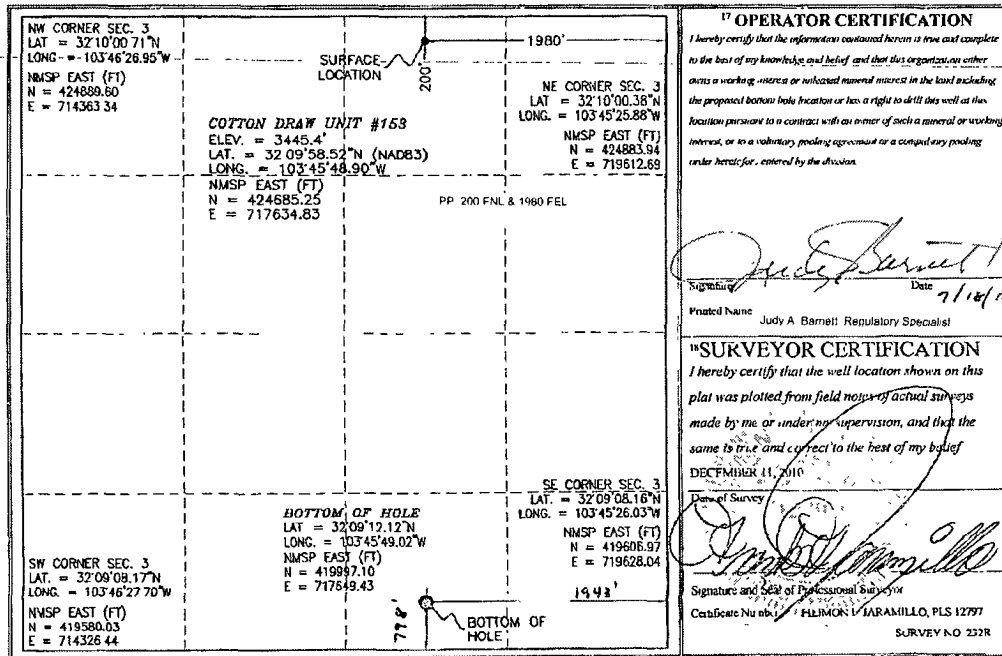 NW CORNER SEC. 3
LAT = 32°10'00 71"N
LONG = -103°46'26.95"W
NMSP EAST (FT)
N = 424889.60
E = 714363 34
SURFACE
LOCATION
200'
1980'
NE CORNER SEC. 3
LAT = 32°10'00.38"N
LONG. = 103°45'25.88"W
NMSP EAST (FT)
N = 424883.94
E = 719612.69
COTTON DRAW UNIT #153
ELEV. = 3445.4'
LAT. = 32 09'58.52"N (NAD83)
LONG. = 103°45'48.90"W
NMSP EAST (FT)
N = 424685.25
E = 717634.83
PP 200 FNL & 1980 FEL
BOTTOM OF HOLE
LAT = 32°09'12.12"N
LONG. = 103°45'49.02"W
NMSP EAST (FT)
N = 419997.10
E = 717649.43
SE CORNER SEC. 3
LAT. = 32°09'08.16"N
LONG. = 103°45'26.03"W
NMSP EAST (FT)
N = 419606.97
E = 719628.04
SW CORNER SEC. 3
LAT. = 32°09'08.17"N
LONG. = 103°46'27 70"W
NMSP EAST (FT)
N = 419580.03
E = 714326 44
1943'
BOTTOM OF
HOLE
17 OPERATOR CERTIFICATION
I hereby certify that the information contained herein is true and complete
to the best of my knowledge and belief and that this organization either
owns a working interest or unleased mineral interest in the land including
the proposed bottom hole location or has a right to drill this well at this
location pursuant to a contract with an owner of such a mineral or working
interest, or to a voluntary pooling agreement or a compulsory pooling
order heretofor, entered by the division
Judy Barnett
Signature Date
7/18/1
Printed Name Judy A Barnett Regulatory Specialist
18 SURVEYOR CERTIFICATION
I hereby certify that the well location shown on this
plat was plotted from field notes of actual surveys
made by me or under my supervision, and that the
same is true and correct to the best of my belief
DECEMBER 11, 2010
Date of Survey
Signature and Seal of Professional Surveyor
Certificate Number JARAMILLO, PLS 12797
SURVEY NO 232R